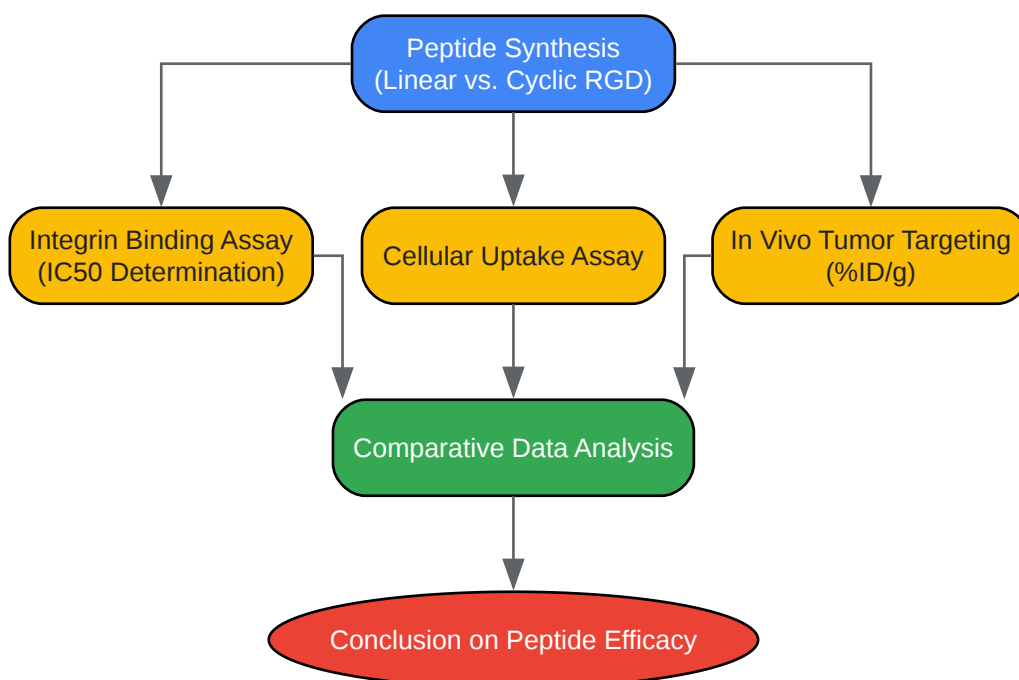 Peptide Synthesis
(Linear vs. Cyclic RGD)
Integrin Binding Assay
(IC50 Determination)
Cellular Uptake Assay
In Vivo Tumor Targeting
(%ID/g)
Comparative Data Analysis
Conclusion on Peptide Efficacy